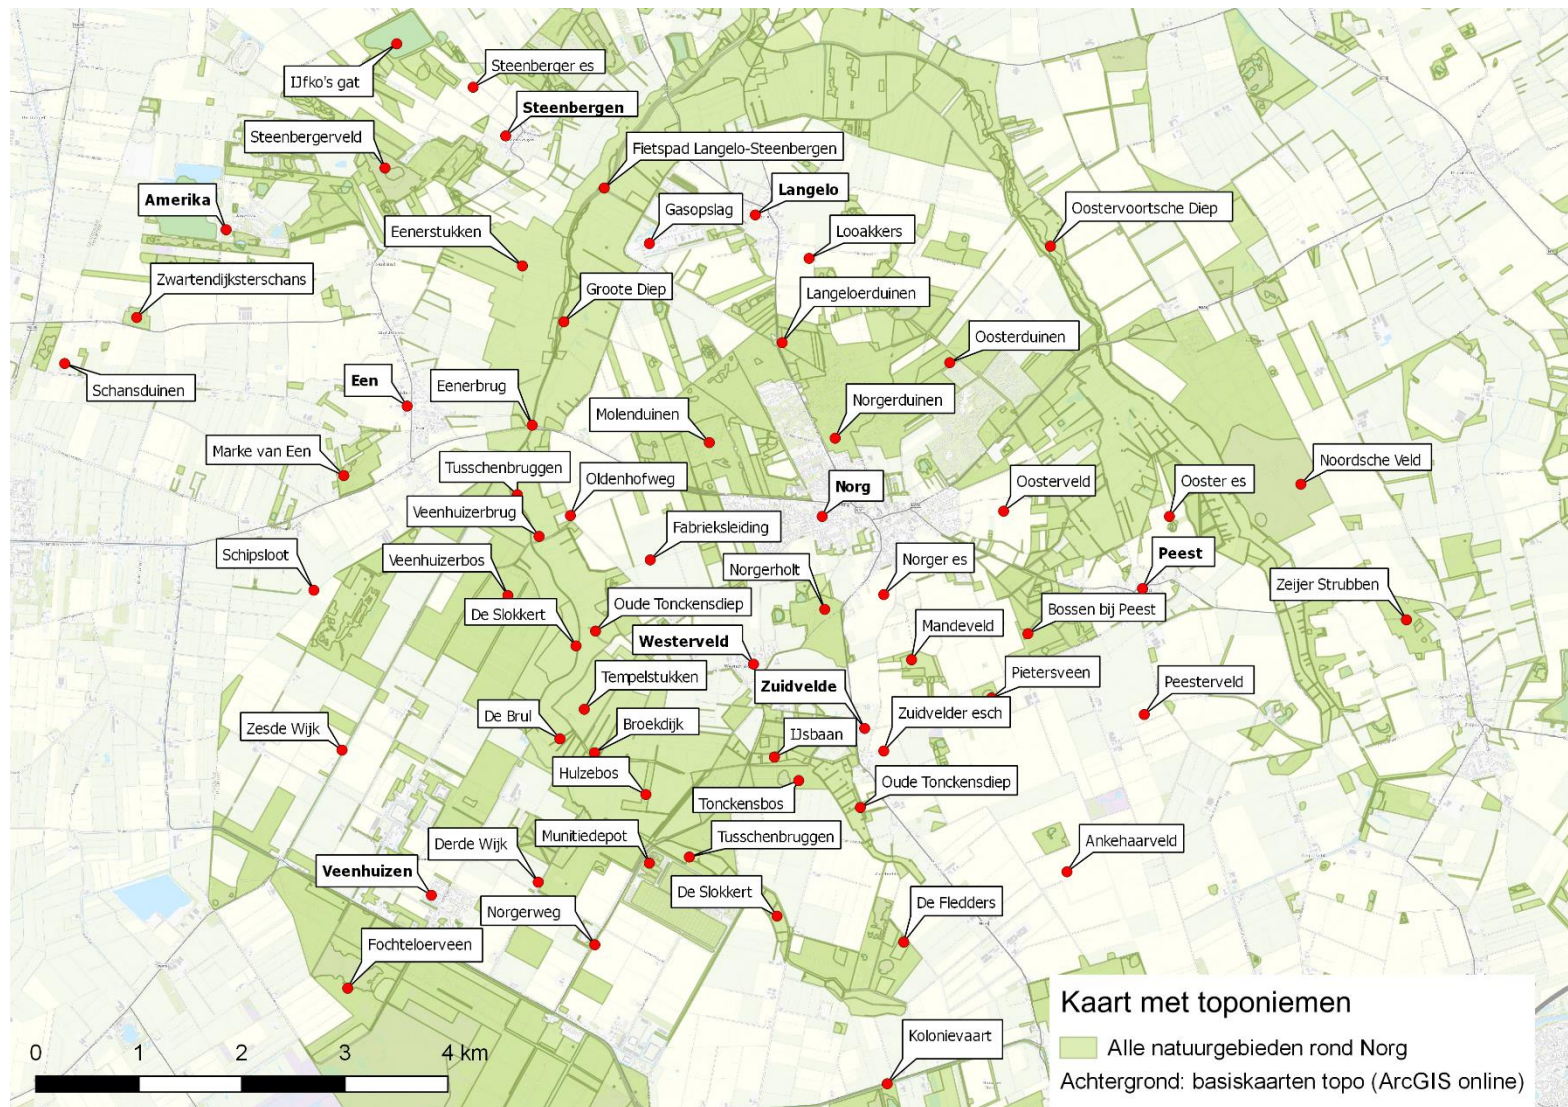 IJfko's gat
Steenberger es
Steenbergen
Steenbergerveld
Fietspad Langelo-Steenbergen
Amerika
Langelo
Gasopslag
Oostervoortsche Diep
Eenerstukken
Looakkers
Zwartendijksterschans
Groote Diep
Langeloerduinen
Oosterduinen
Schansduinen
Een
Eenerbrug
Molenduinen
Norgerduinen
Marke van Een
Tusschenbruggen
Oldenhofweg
Norg
Oosterveld
Ooster es
Noordsche Veld
Veenhuizerbrug
Fabrieksleiding
Schipsloot
Veenhuizerbos
Norgerholt
Norger es
Peest
Zeijer Strubben
De Slokkert
Oude Tonckensdiep
Bossen bij Peest
Westerveld
Mandeveld
Tempelstukken
Zuidvelde
Pietersveen
Peesterveld
De Brul
Broekdijk
Zuidvelder esch
Zesde Wijk
IJsbaan
Hulzebos
Tonckensbos
Oude Tonckensdiep
Derde Wijk
Munitiedepot
Tusschenbruggen
Ankehaarveld
Veenhuizen
De Slokkert
De Fledders
Norgerweg
Fochteloerveen
Kolonievaart
0 1 2 3 4 km
Kaart met toponiemen
Alle natuurgebieden rond Norg
Achtergrond: basiskaarten topo (ArcGIS online)